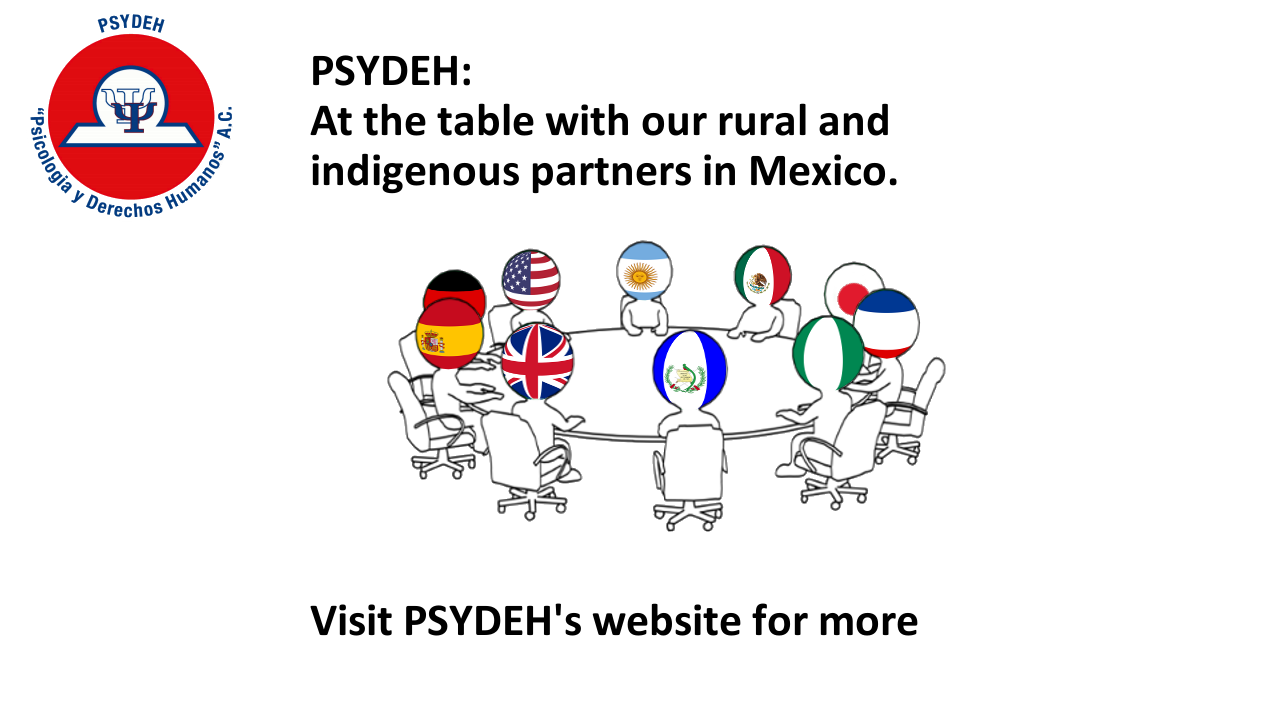 PSYDEH
"Psicología y Derechos Humanos" A.C.
PSYDEH:
At the table with our rural and
indigenous partners in Mexico.
Visit PSYDEH's website for more